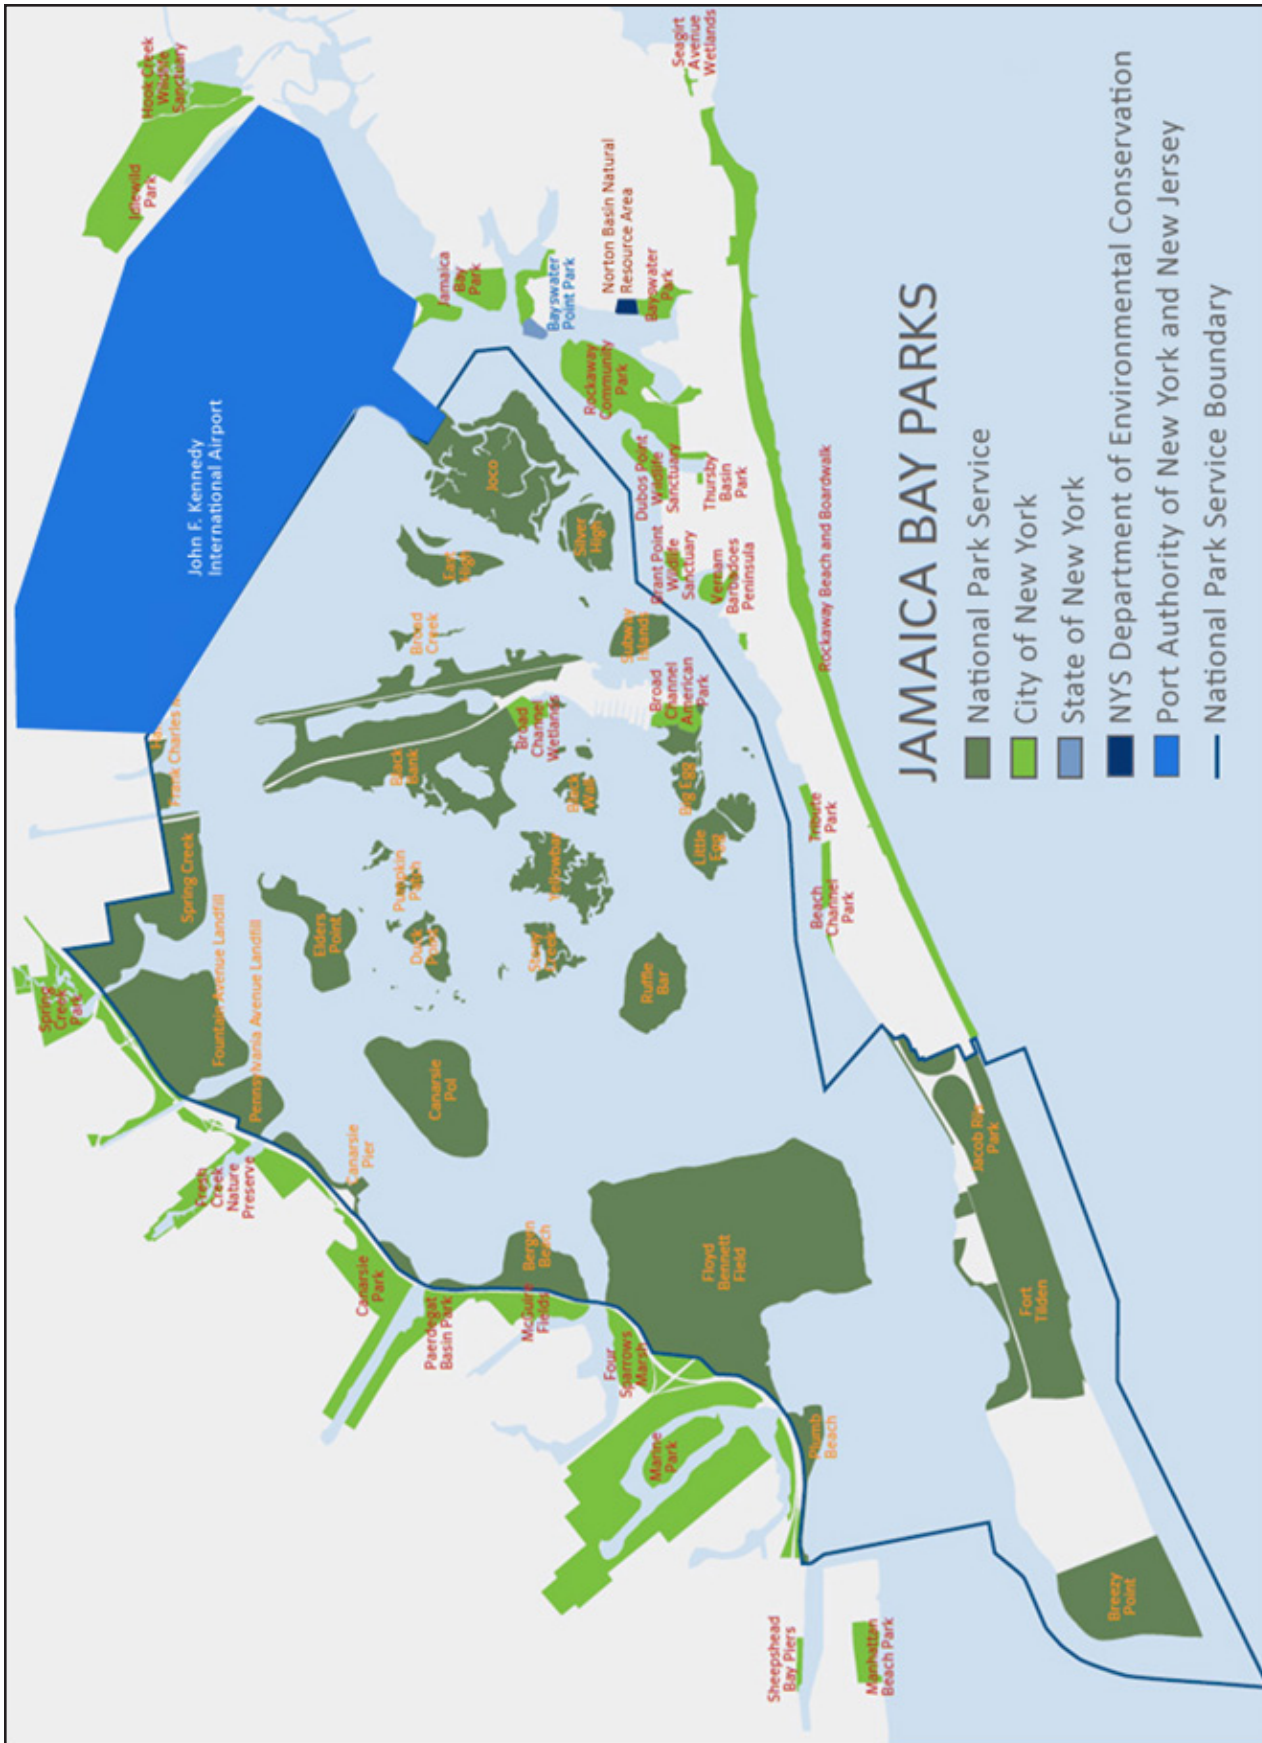 Spring
Creek
Park
Hook Creek
Wildlife
Sanctuary
Idlewild
Park
Frank Charles
Spring Creek
John F. Kennedy
International Airport
Fresh
Creek
Nature
Preserve
Fountain Avenue Landfill
Pennsylvania Avenue Landfill
Elders
Point
Canarsie
Pier
Canarsie
Park
Black
Bank
Pumpkin
Patch
Duck
Point
Broad
Creek
Canarsie
Pol
Paerdegat
Basin Park
Jamaica
Bay
Park
East
High
Joco
McGuire
Fields
Bergen
Beach
Stony
Creek
Yellowbar
Broad
Channel
Wetlands
Black
Wall
Silver
High
Bayswater
Point Park
Rockaway
Community
Park
Norton Basin Natural
Resource Area
Bayswater
Park
Four
Sparrows
Marsh
Ruffle
Bar
Subway
Islands
Dubos Point
Wildlife
Sanctuary
Brant Point
Wildlife
Sanctuary
Broad
Channel
American
Park
Big Egg
Little
Egg
Marine
Park
Seagirt
Avenue
Wetlands
Thursby
Basin
Park
Vernam
Barbadoes
Peninsula
Floyd
Bennett
Field
Sheepshead
Bay Piers
Plumb
Beach
Beach
Channel
Park
Tribute
Park
Rockaway Beach and Boardwalk
Manhattan
Beach Park
Jacob Riis
Park
Fort
Tilden
Breezy
Point
JAMAICA BAY PARKS
National Park Service
City of New York
State of New York
NYS Department of Environmental Conservation
Port Authority of New York and New Jersey
National Park Service Boundary